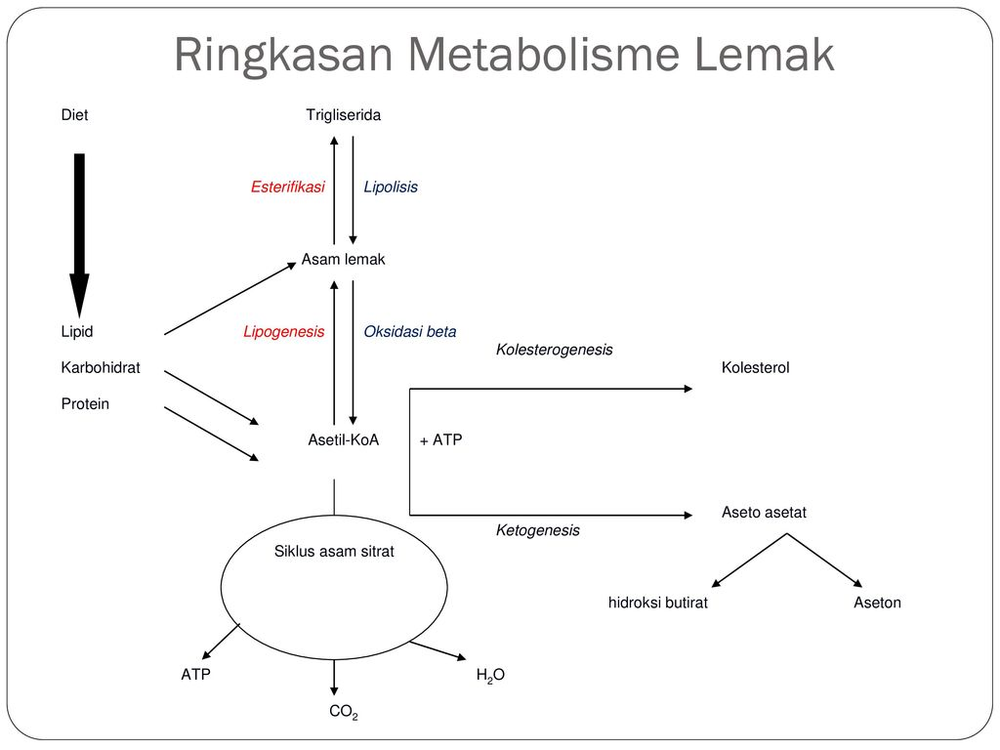 Ringkasan Metabolisme Lemak
Diet
Trigliserida
Esterifikasi
Lipolisis
Asam lemak
Lipid
Lipogenesis
Oksidasi beta
Kolesterogenesis
Karbohidrat
Kolesterol
Protein
Asetil-KoA
+ ATP
Aseto asetat
Ketogenesis
Siklus asam sitrat
hidroksi butirat
Aseton
ATP
H₂O
CO₂